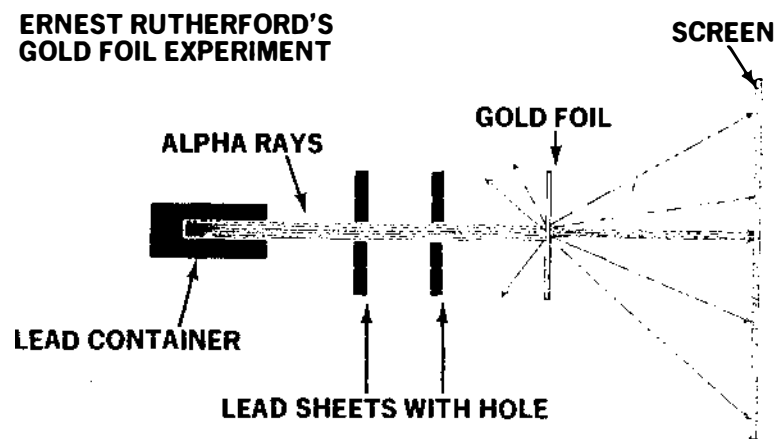 ERNEST RUTHERFORD'S
GOLD FOIL EXPERIMENT
SCREEN
GOLD FOIL
ALPHA RAYS
LEAD CONTAINER
LEAD SHEETS WITH HOLE